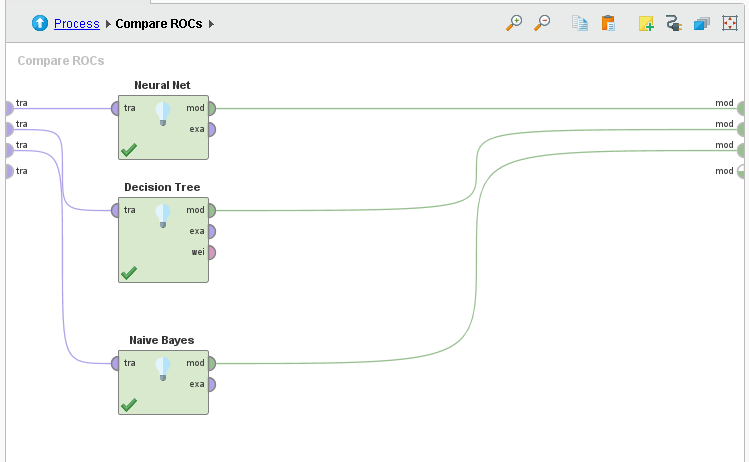 Process Compare ROCs
Compare ROCs
Neural Net
tra tra mod mod
tra exa mod
tra mod
tra mod
Decision Tree
tra mod
exa
wei
Naive Bayes
tra mod
exa